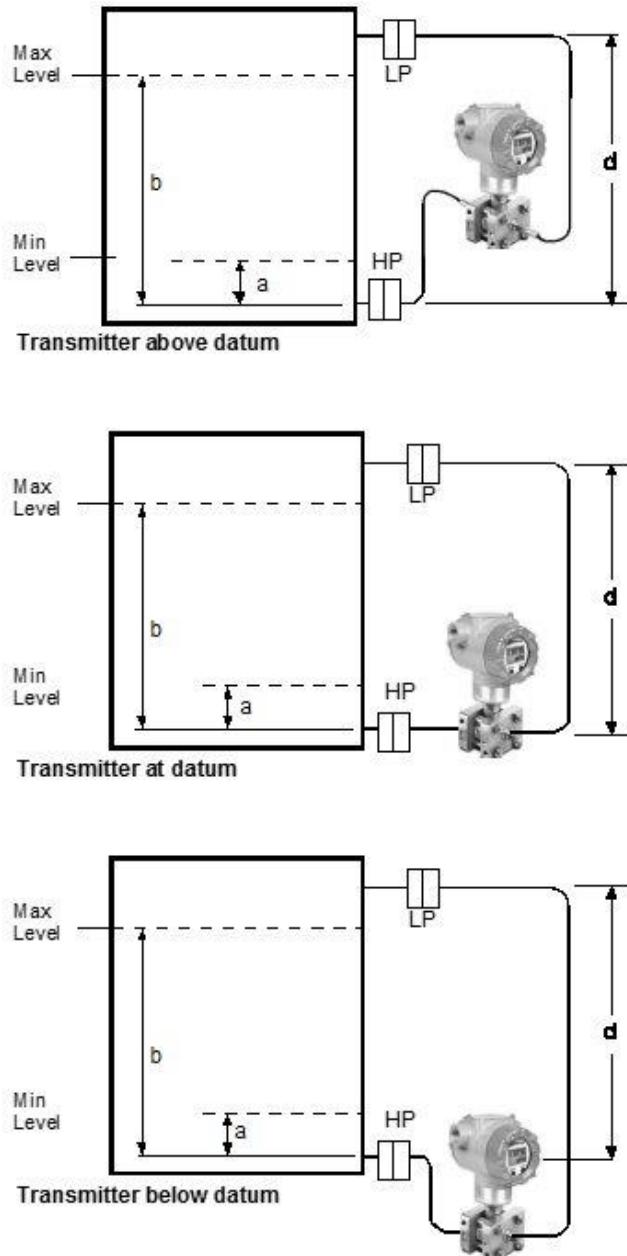 Max
Level
LP
b
d
Min
Level
HP
a
Transmitter above datum
Max
Level
LP
b
d
Min
Level
HP
a
Transmitter at datum
Max
Level
LP
b
d
Min
Level
HP
a
Transmitter below datum